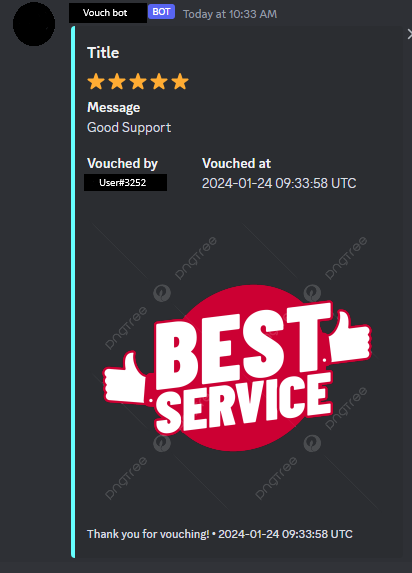 Vouch bot BOT Today at 10:33 AM
Title
Message
Good Support
Vouched by Vouched at
User#3252 2024-01-24 09:33:58 UTC
pngtree
pngtree
pngtree
BEST
SERVICE
pngtree
pngtree
pngtree
Thank you for vouching! • 2024-01-24 09:33:58 UTC